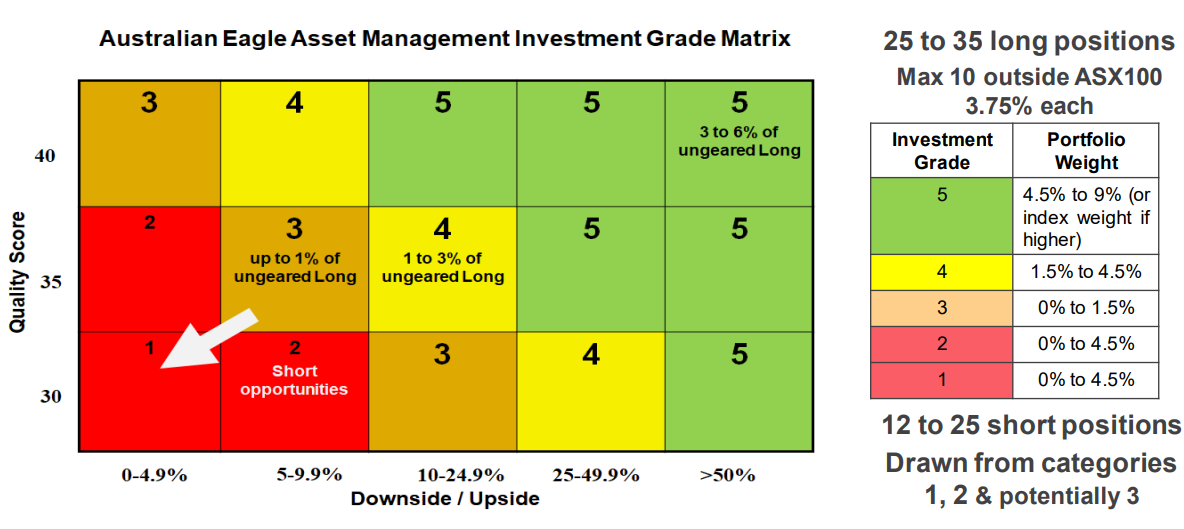 Australian Eagle Asset Management Investment Grade Matrix
3 4 5 5 5
3 to 6% of
ungeared Long
40
2 3 4 5 5
up to 1% of
ungeared Long
1 to 3% of
ungeared Long
35
1 2 3 4 5
Short
opportunities
30
Quality Score
0-4.9% 5-9.9% 10-24.9% 25-49.9% >50%
Downside / Upside
25 to 35 long positions
Max 10 outside ASX100
3.75% each
Investment Grade Portfolio Weight
5 4.5% to 9% (or
index weight if
higher)
4 1.5% to 4.5%
3 0% to 1.5%
2 0% to 4.5%
1 0% to 4.5%
12 to 25 short positions
Drawn from categories
1, 2 & potentially 3